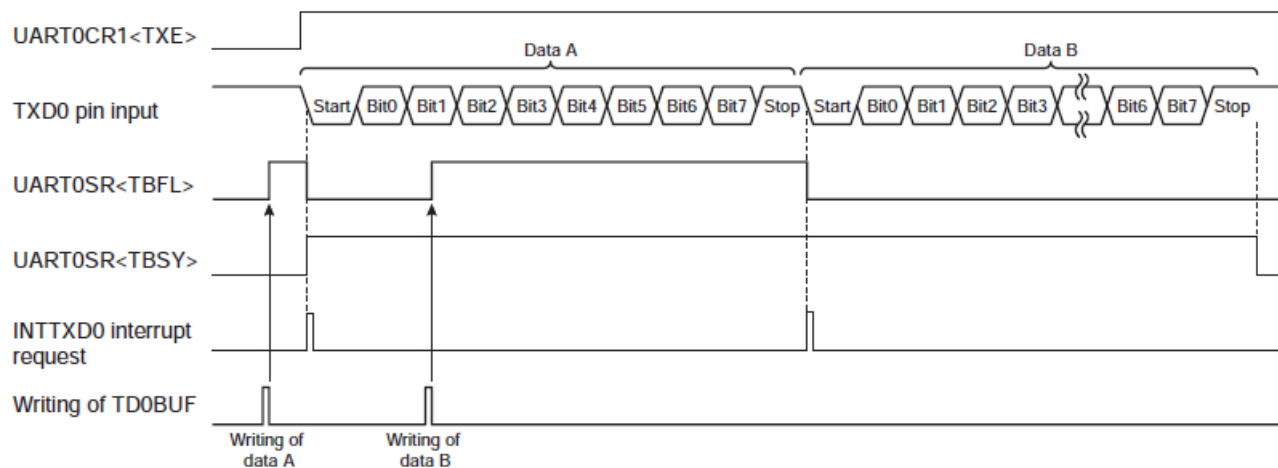 UART0CR1<TXE>
Data A
Data B
TXD0 pin input
Start Bit0 Bit1 Bit2 Bit3 Bit4 Bit5 Bit6 Bit7 Stop Start Bit0 Bit1 Bit2 Bit3 Bit6 Bit7 Stop
UART0SR<TBFL>
UART0SR<TBSY>
INTTXD0 interrupt
request
Writing of TD0BUF
Writing of
data A
Writing of
data B